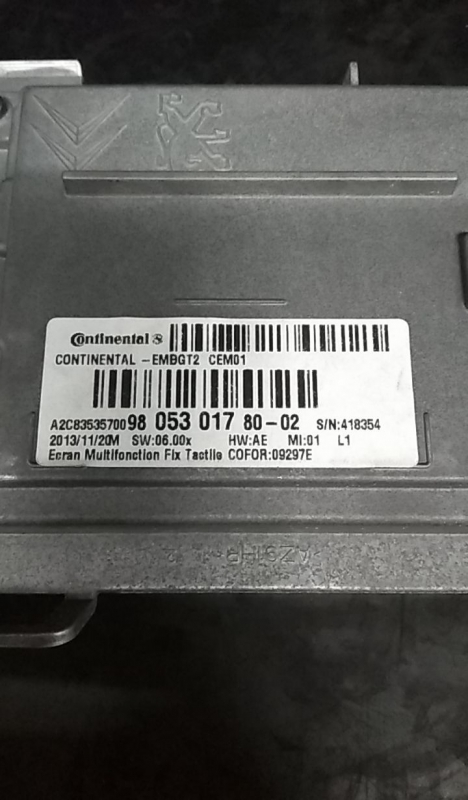 Continental
CONTINENTAL -EMBGT2 CEM01
A2C8353570098 053 017 80-02 S/N:418354
2013/11/20M SW:06.00x HW:AE MI:01 L1
Ecran Multifonction Fix Tactile COFOR:09297E